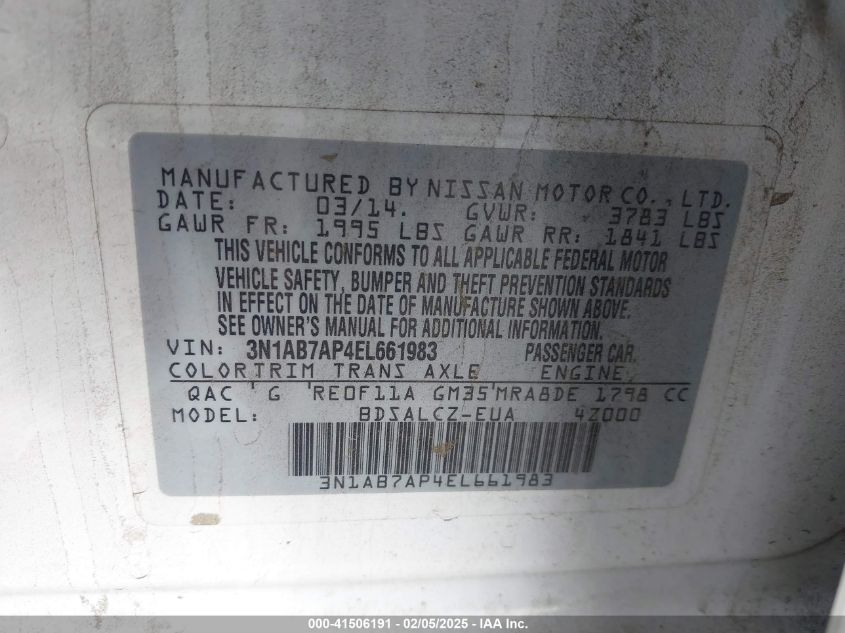 MANUFACTURED BY NISSAN MOTOR CO., LTD.
DATE: 03/14. GVWR: 3783 LBS
GAWR FR: 1995 LBS GAWR RR: 1841 LBS
THIS VEHICLE CONFORMS TO ALL APPLICABLE FEDERAL MOTOR
VEHICLE SAFETY, BUMPER AND THEFT PREVENTION STANDARDS
IN EFFECT ON THE DATE OF MANUFACTURE SHOWN ABOVE.
SEE OWNER'S MANUAL FOR ADDITIONAL INFORMATION.
VIN: 3N1AB7AP4EL661983 PASSENGER CAR.
COLOR TRIM TRANS AXLE ENGINE
QAC ' G 'RE0F11A GM35'MRA8DE 1798 CC
MODEL: BDSALCZ-EUA 4Z000
3N1AB7AP4EL661983
000-41506191 - 02/05/2025 - IAA Inc.